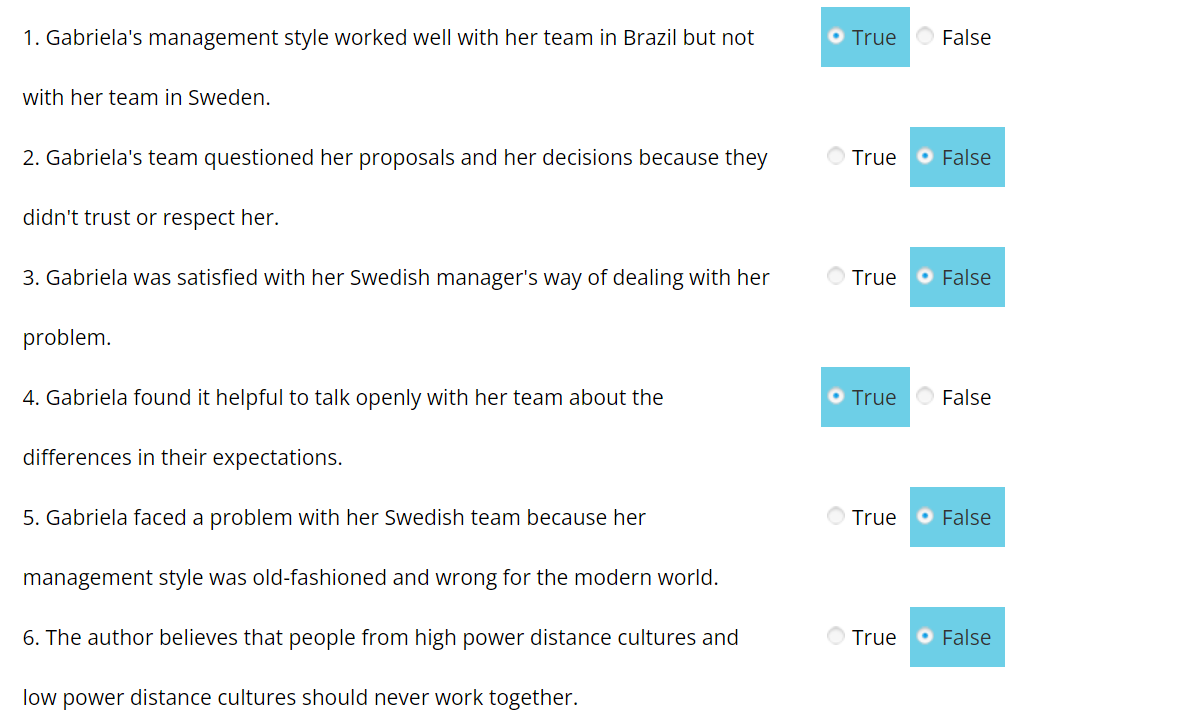 1. Gabriela's management style worked well with her team in Brazil but not True False
with her team in Sweden.
2. Gabriela's team questioned her proposals and her decisions because they True False
didn't trust or respect her.
3. Gabriela was satisfied with her Swedish manager's way of dealing with her True False
problem.
4. Gabriela found it helpful to talk openly with her team about the True False
differences in their expectations.
5. Gabriela faced a problem with her Swedish team because her True False
management style was old-fashioned and wrong for the modern world.
6. The author believes that people from high power distance cultures and True False
low power distance cultures should never work together.